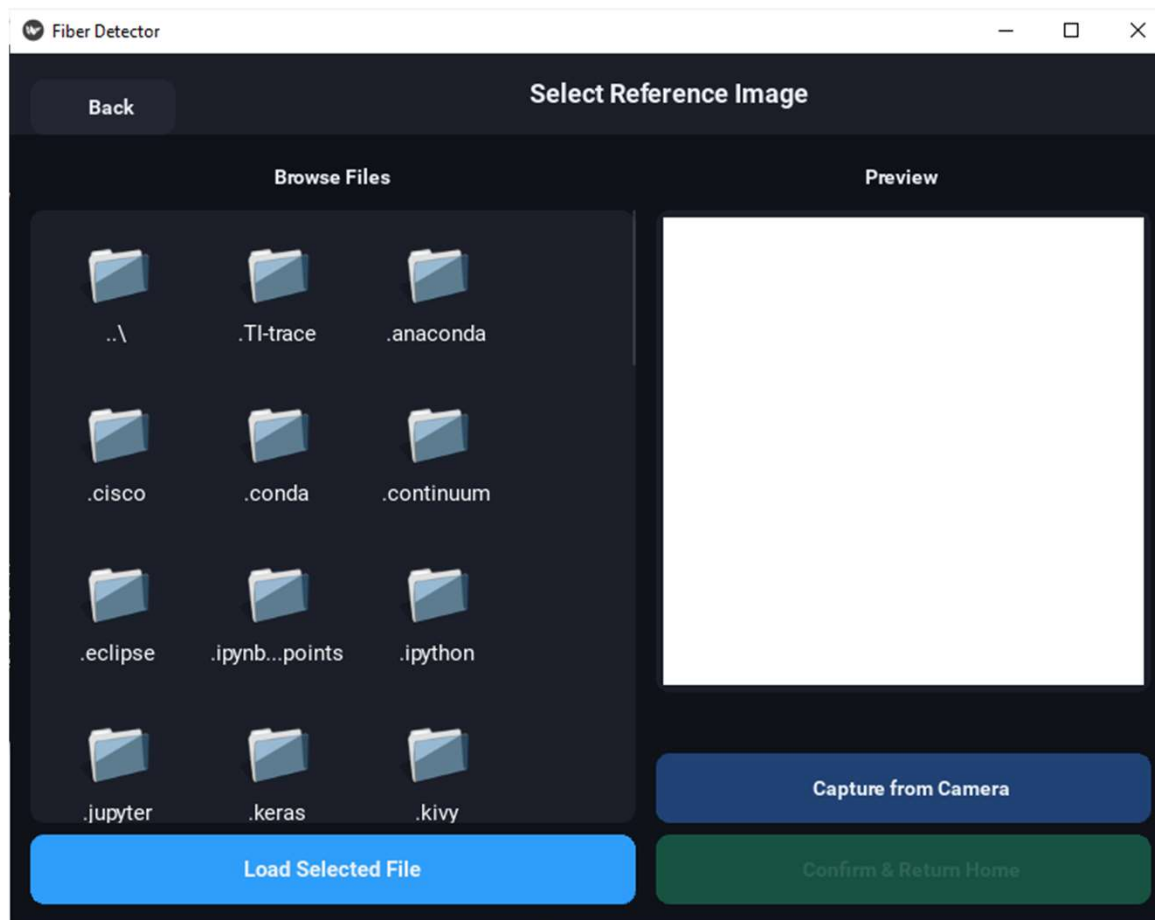 Fiber Detector
Back
Select Reference Image
Browse Files
Preview
..\
.TI-trace
.anaconda
.cisco
.conda
.continuum
.eclipse
.ipynb...points
.ipython
.jupyter
.keras
.kivy
Capture from Camera
Load Selected File
Confirm & Return Home